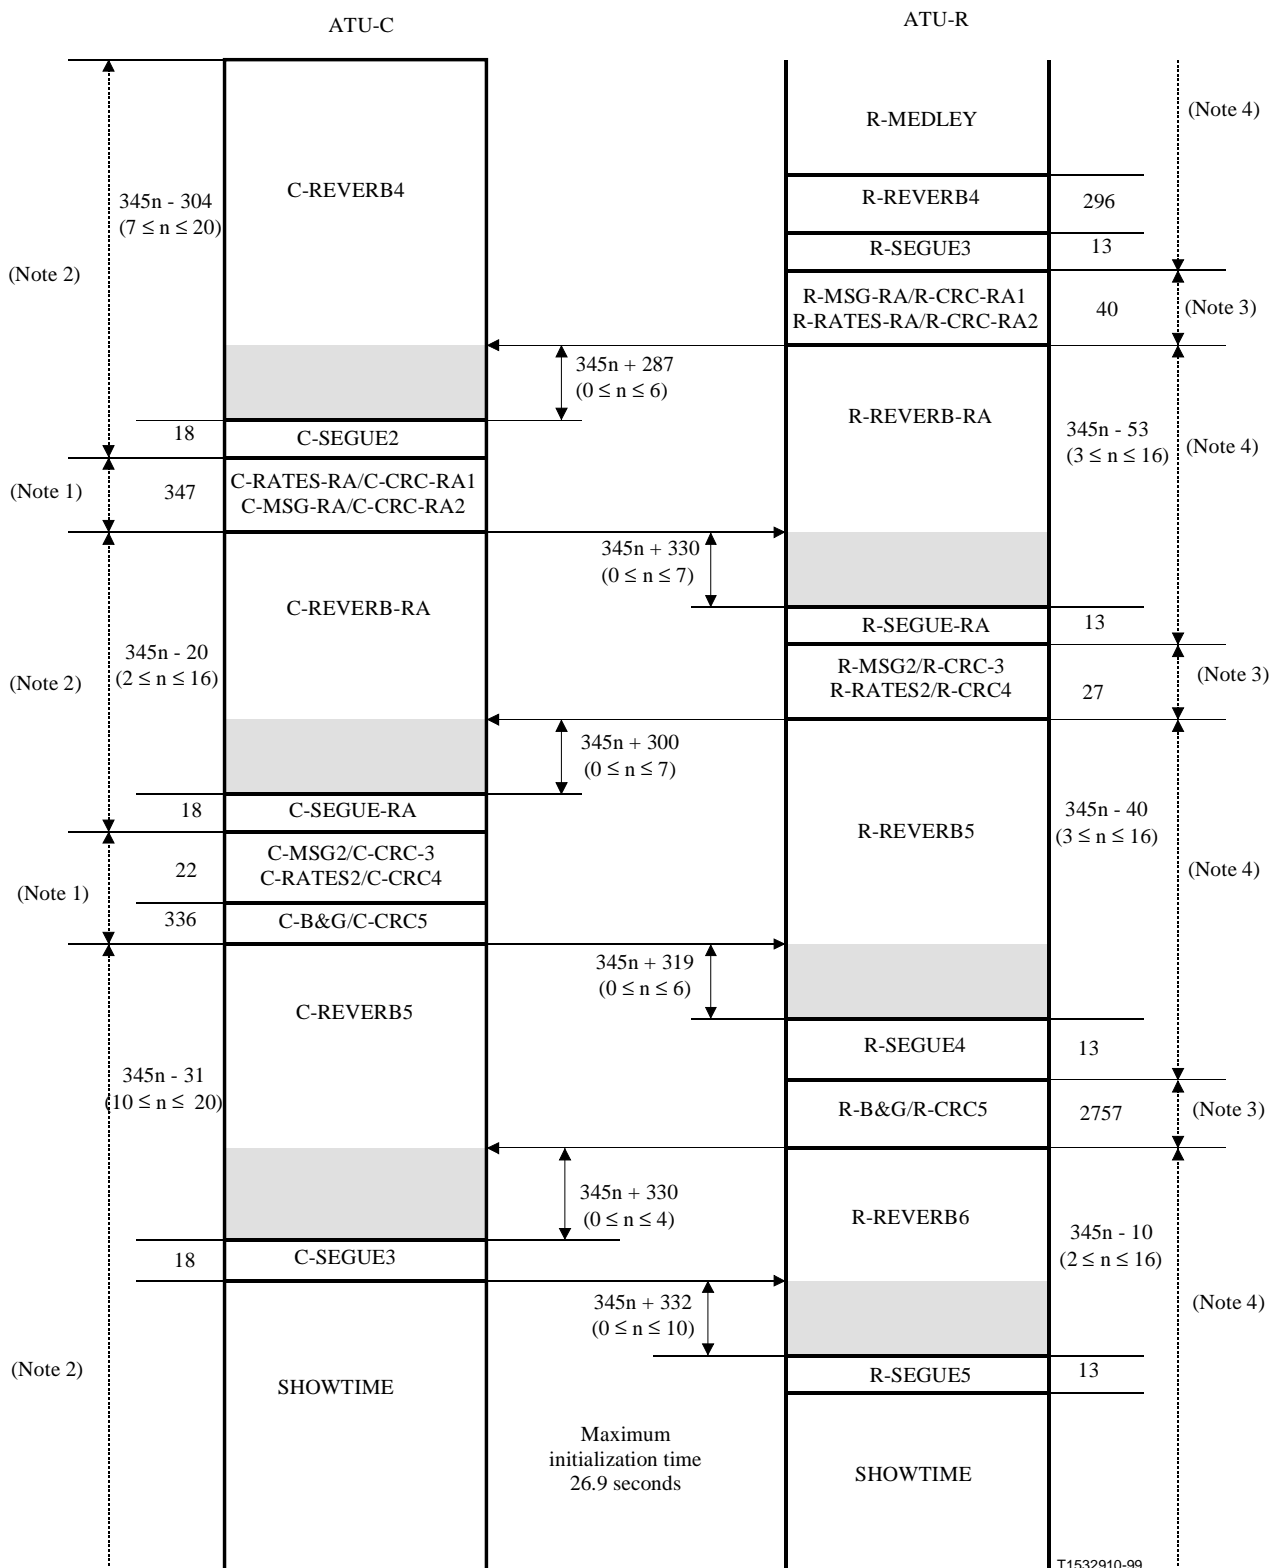 ATU-C
ATU-R
R-MEDLEY
(Note 4)
C-REVERB4
345n - 304
(7 ≤ n ≤ 20)
R-REVERB4
296
R-SEGUE3
13
(Note 2)
R-MSG-RA/R-CRC-RA1
R-RATES-RA/R-CRC-RA2
40
(Note 3)
345n + 287
(0 ≤ n ≤ 6)
R-REVERB-RA
345n - 53
(3 ≤ n ≤ 16)
(Note 4)
18
C-SEGUE2
(Note 1)
347
C-RATES-RA/C-CRC-RA1
C-MSG-RA/C-CRC-RA2
345n + 330
(0 ≤ n ≤ 7)
C-REVERB-RA
R-SEGUE-RA
13
345n - 20
(2 ≤ n ≤ 16)
(Note 2)
R-MSG2/R-CRC-3
R-RATES2/R-CRC4
27
(Note 3)
345n + 300
(0 ≤ n ≤ 7)
18
C-SEGUE-RA
R-REVERB5
345n - 40
(3 ≤ n ≤ 16)
(Note 4)
22
C-MSG2/C-CRC-3
C-RATES2/C-CRC4
(Note 1)
336
C-B&G/C-CRC5
345n + 319
(0 ≤ n ≤ 6)
C-REVERB5
R-SEGUE4
13
345n - 31
(10 ≤ n ≤ 20)
R-B&G/R-CRC5
2757
(Note 3)
345n + 330
(0 ≤ n ≤ 4)
R-REVERB6
345n - 10
(2 ≤ n ≤ 16)
18
C-SEGUE3
345n + 332
(0 ≤ n ≤ 10)
(Note 4)
(Note 2)
R-SEGUE5
13
SHOWTIME
Maximum
initialization time
26.9 seconds
SHOWTIME
T1532910-99